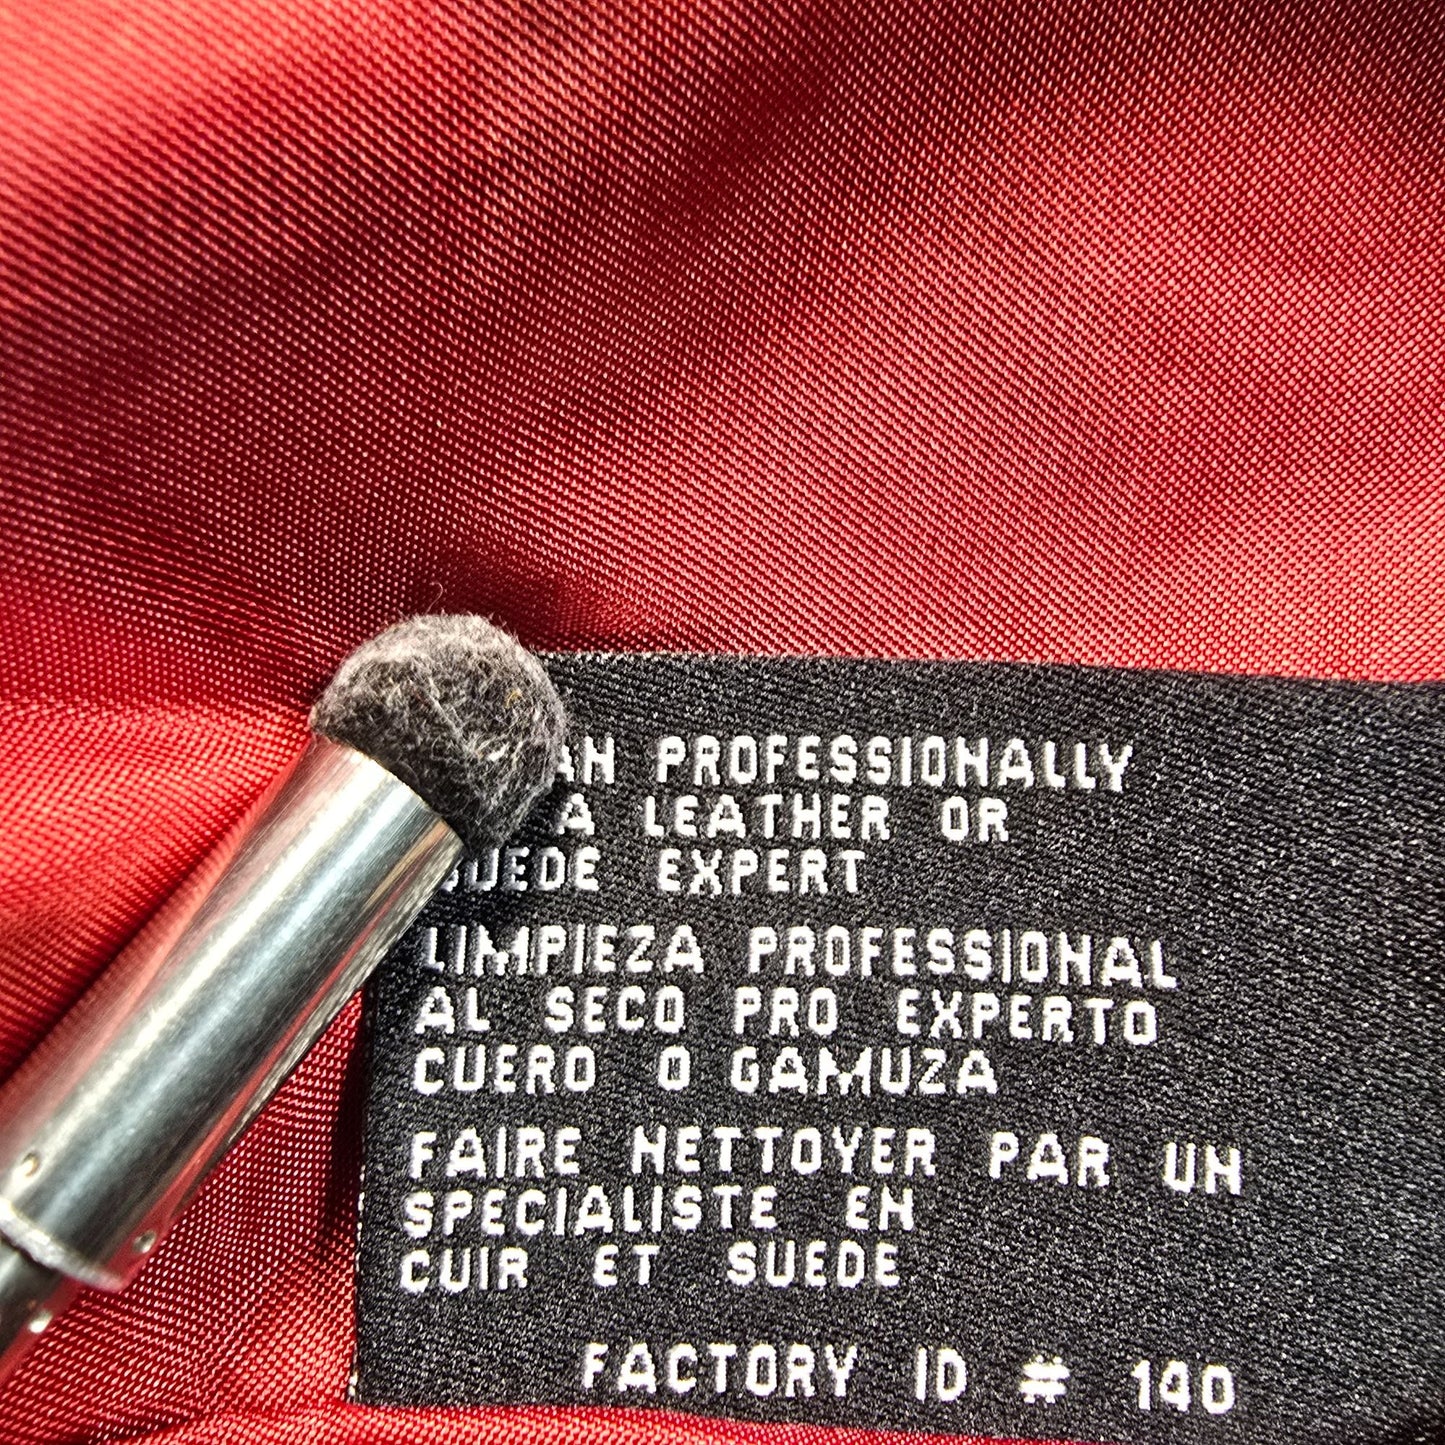 PROFESSIONALLY
A LEATHER OR
SUEDE EXPERT
LIMPIEZA PROFESSIONAL
AL SECO PRO EXPERTO
CUERO O GAMUZA
FAIRE NETTOYER PAR UN
SPECIALISTE EN
CUIR ET SUEDE
FACTORY ID # 140